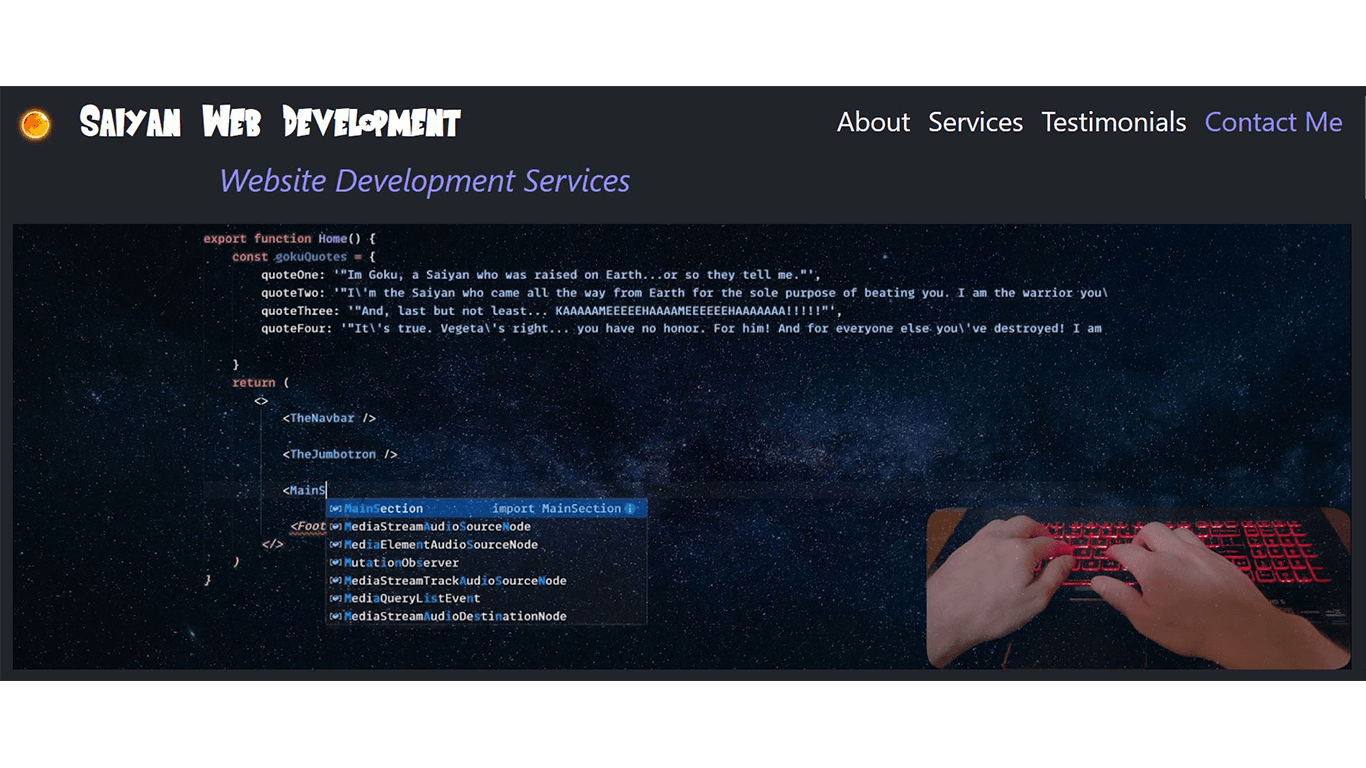 Saiyan Web Development
About Services Testimonials Contact Me
Website Development Services
export function Home() {
const gokuQuotes = {
quoteOne: '"Im Goku, a Saiyan who was raised on Earth...or so they tell me."',
quoteTwo: '"I\'m the Saiyan who came all the way from Earth for the sole purpose of beating you. I am the warrior you\
quoteThree: '"And, last but not least... KAAAAAMEEEEEHAAAAMEEEEEEHAAAAAAA!!!!!"',
quoteFour: '"It\'s true. Vegeta\'s right... you have no honor. For him! And for everyone else you\'ve destroyed! I am
}
return (
<>
<TheNavbar />
<TheJumbotron />
<MainS
MainSection import MainSection
<Foot MediaStreamAudioSourceNode
</> MediaElementAudioSourceNode
) MutationObserver
} MediaStreamTrackAudioSourceNode
MediaQueryListEvent
MediaStreamAudioDestinationNode